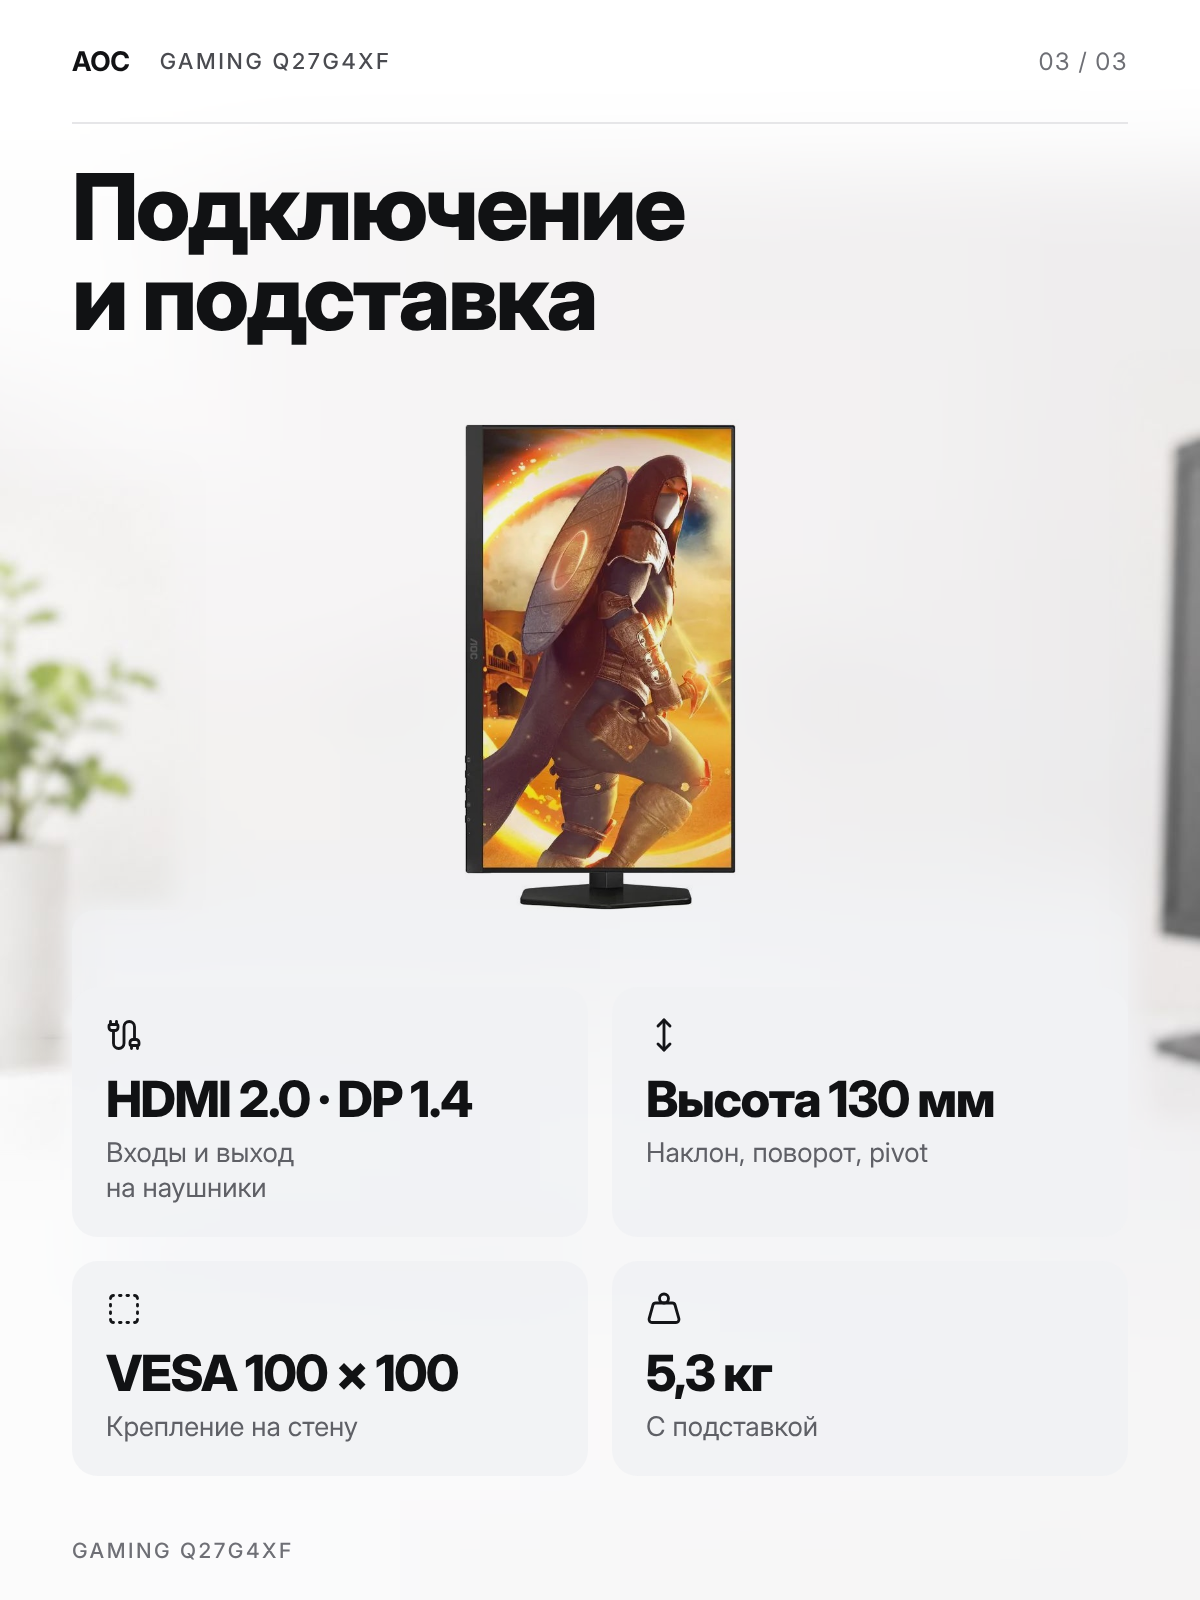 AOC GAMING Q27G4XF 03 / 03
Подключение
и подставка
AOC
HDMI 2.0 · DP 1.4
Входы и выход
на наушники
Высота 130 мм
Наклон, поворот, pivot
VESA 100 × 100
Крепление на стену
5,3 кг
С подставкой
GAMING Q27G4XF